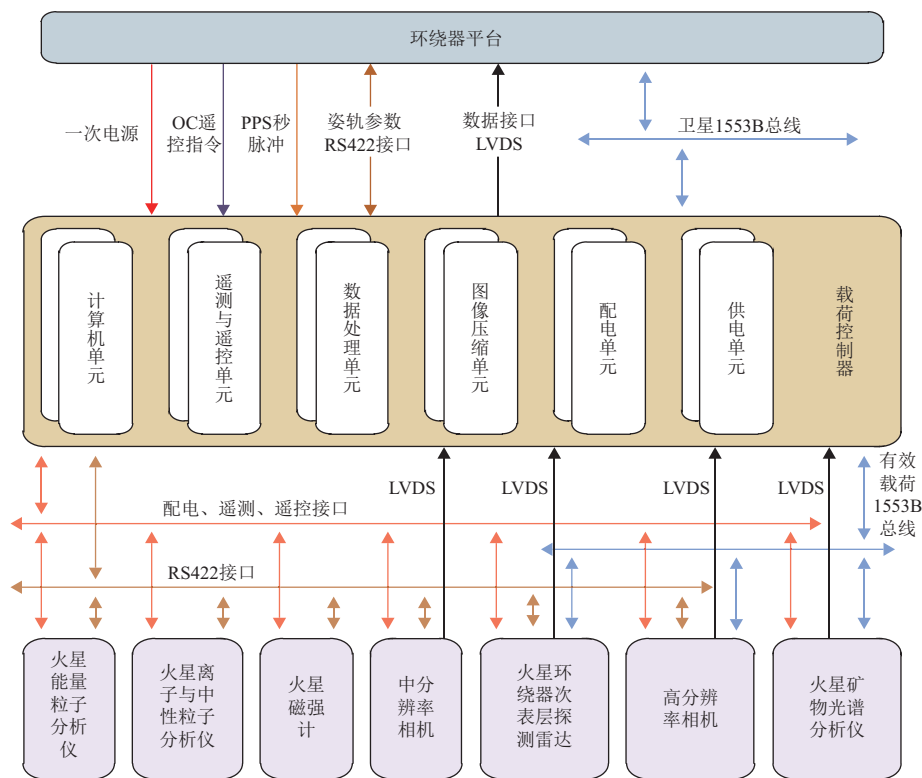 环绕器平台
一次电源
OC遥
控指令
PPS秒
脉冲
姿轨参数
RS422接口
数据接口
LVDS
卫星1553B总线
计算机单元
遥测与遥控单元
数据处理单元
图像压缩单元
配电单元
供电单元
载荷控制器
LVDS
LVDS
LVDS
LVDS
有效
载荷
1553B
总线
配电、遥测、遥控接口
RS422接口
火星
能量
粒子
分析
仪
火星离
子与中
性粒子
分析仪
火星
磁强
计
中分
辨率
相机
火星环
绕器次
表层探
测雷达
高分辨
率相机
火星矿
物光谱
分析仪